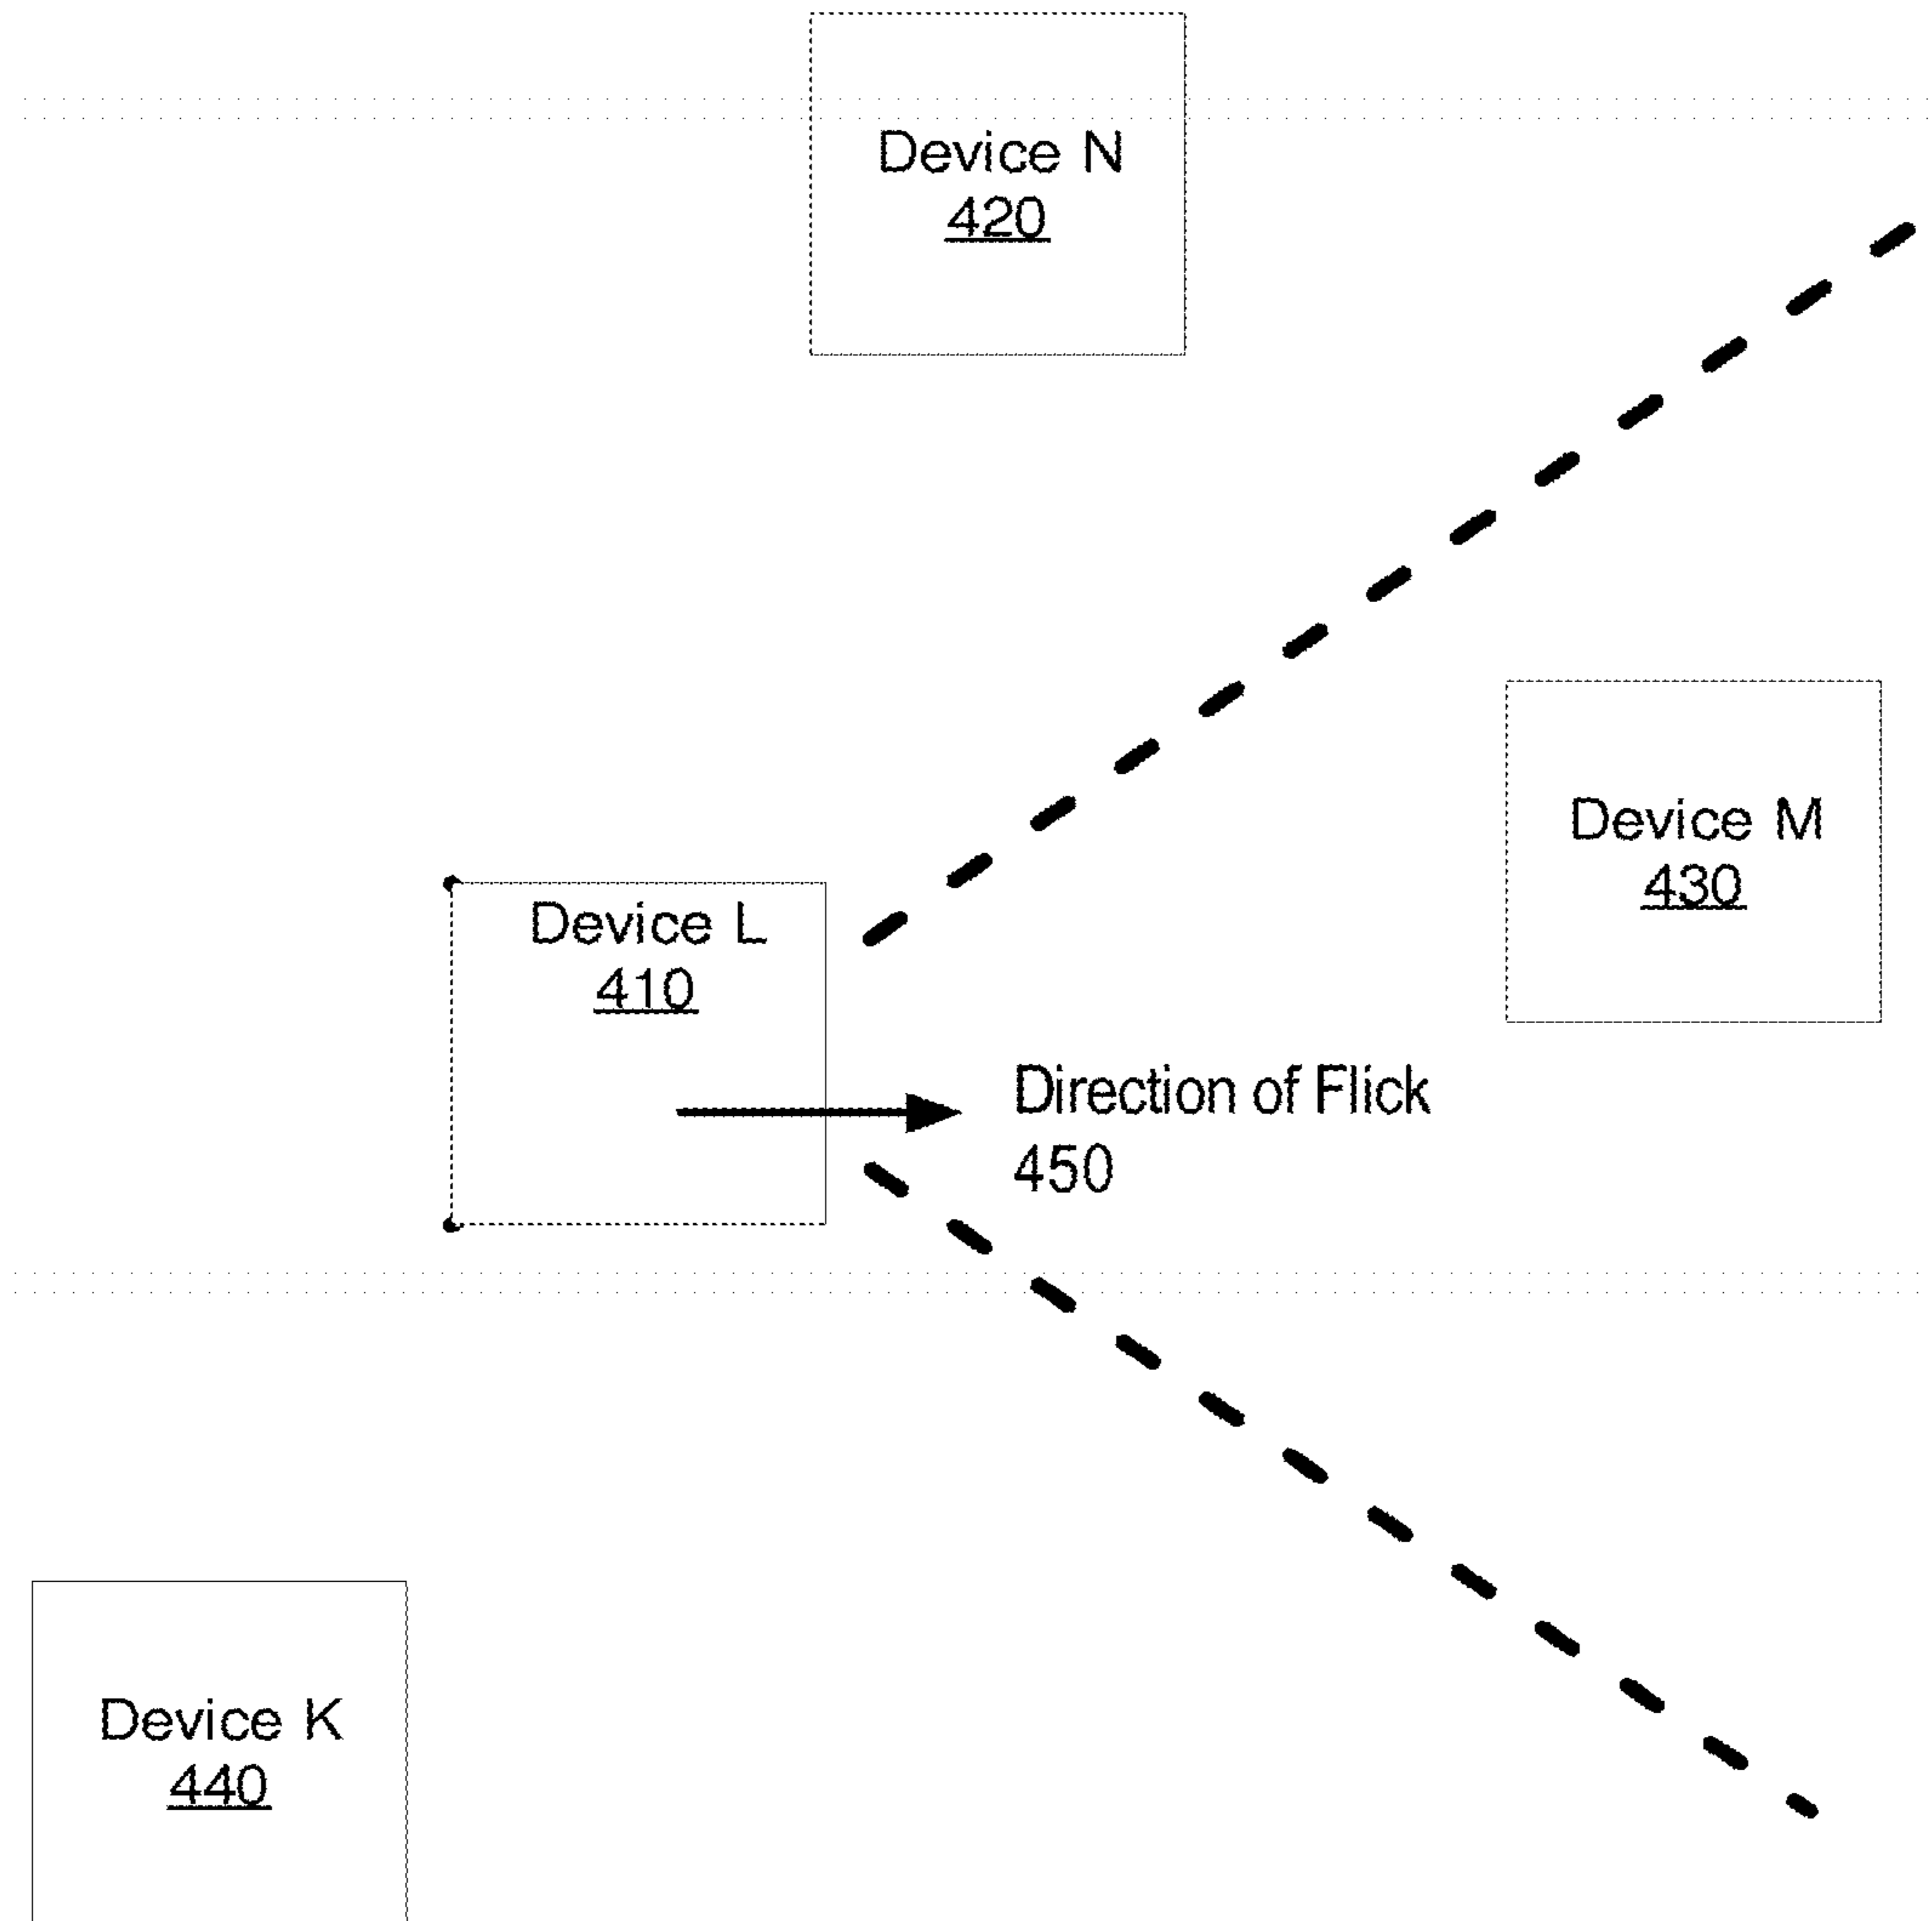 Device N
420
Device M
430
Device L
410
Direction of Flick
450
Device K
440